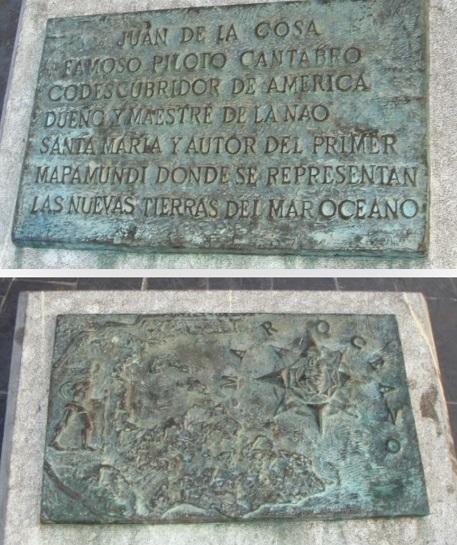 JUAN DE LA COSA
FAMOSO PILOTO CANTABRO
CODESCUBRIDOR DE AMERICA
DUEÑO Y MAESTRE DE LA NAO
SANTA MARIA Y AUTOR DEL PRIMER
MAPAMUNDI DONDE SE REPRESENTAN
LAS NUEVAS TIERRAS DEL MAR OCEANO
MAR OCEANO